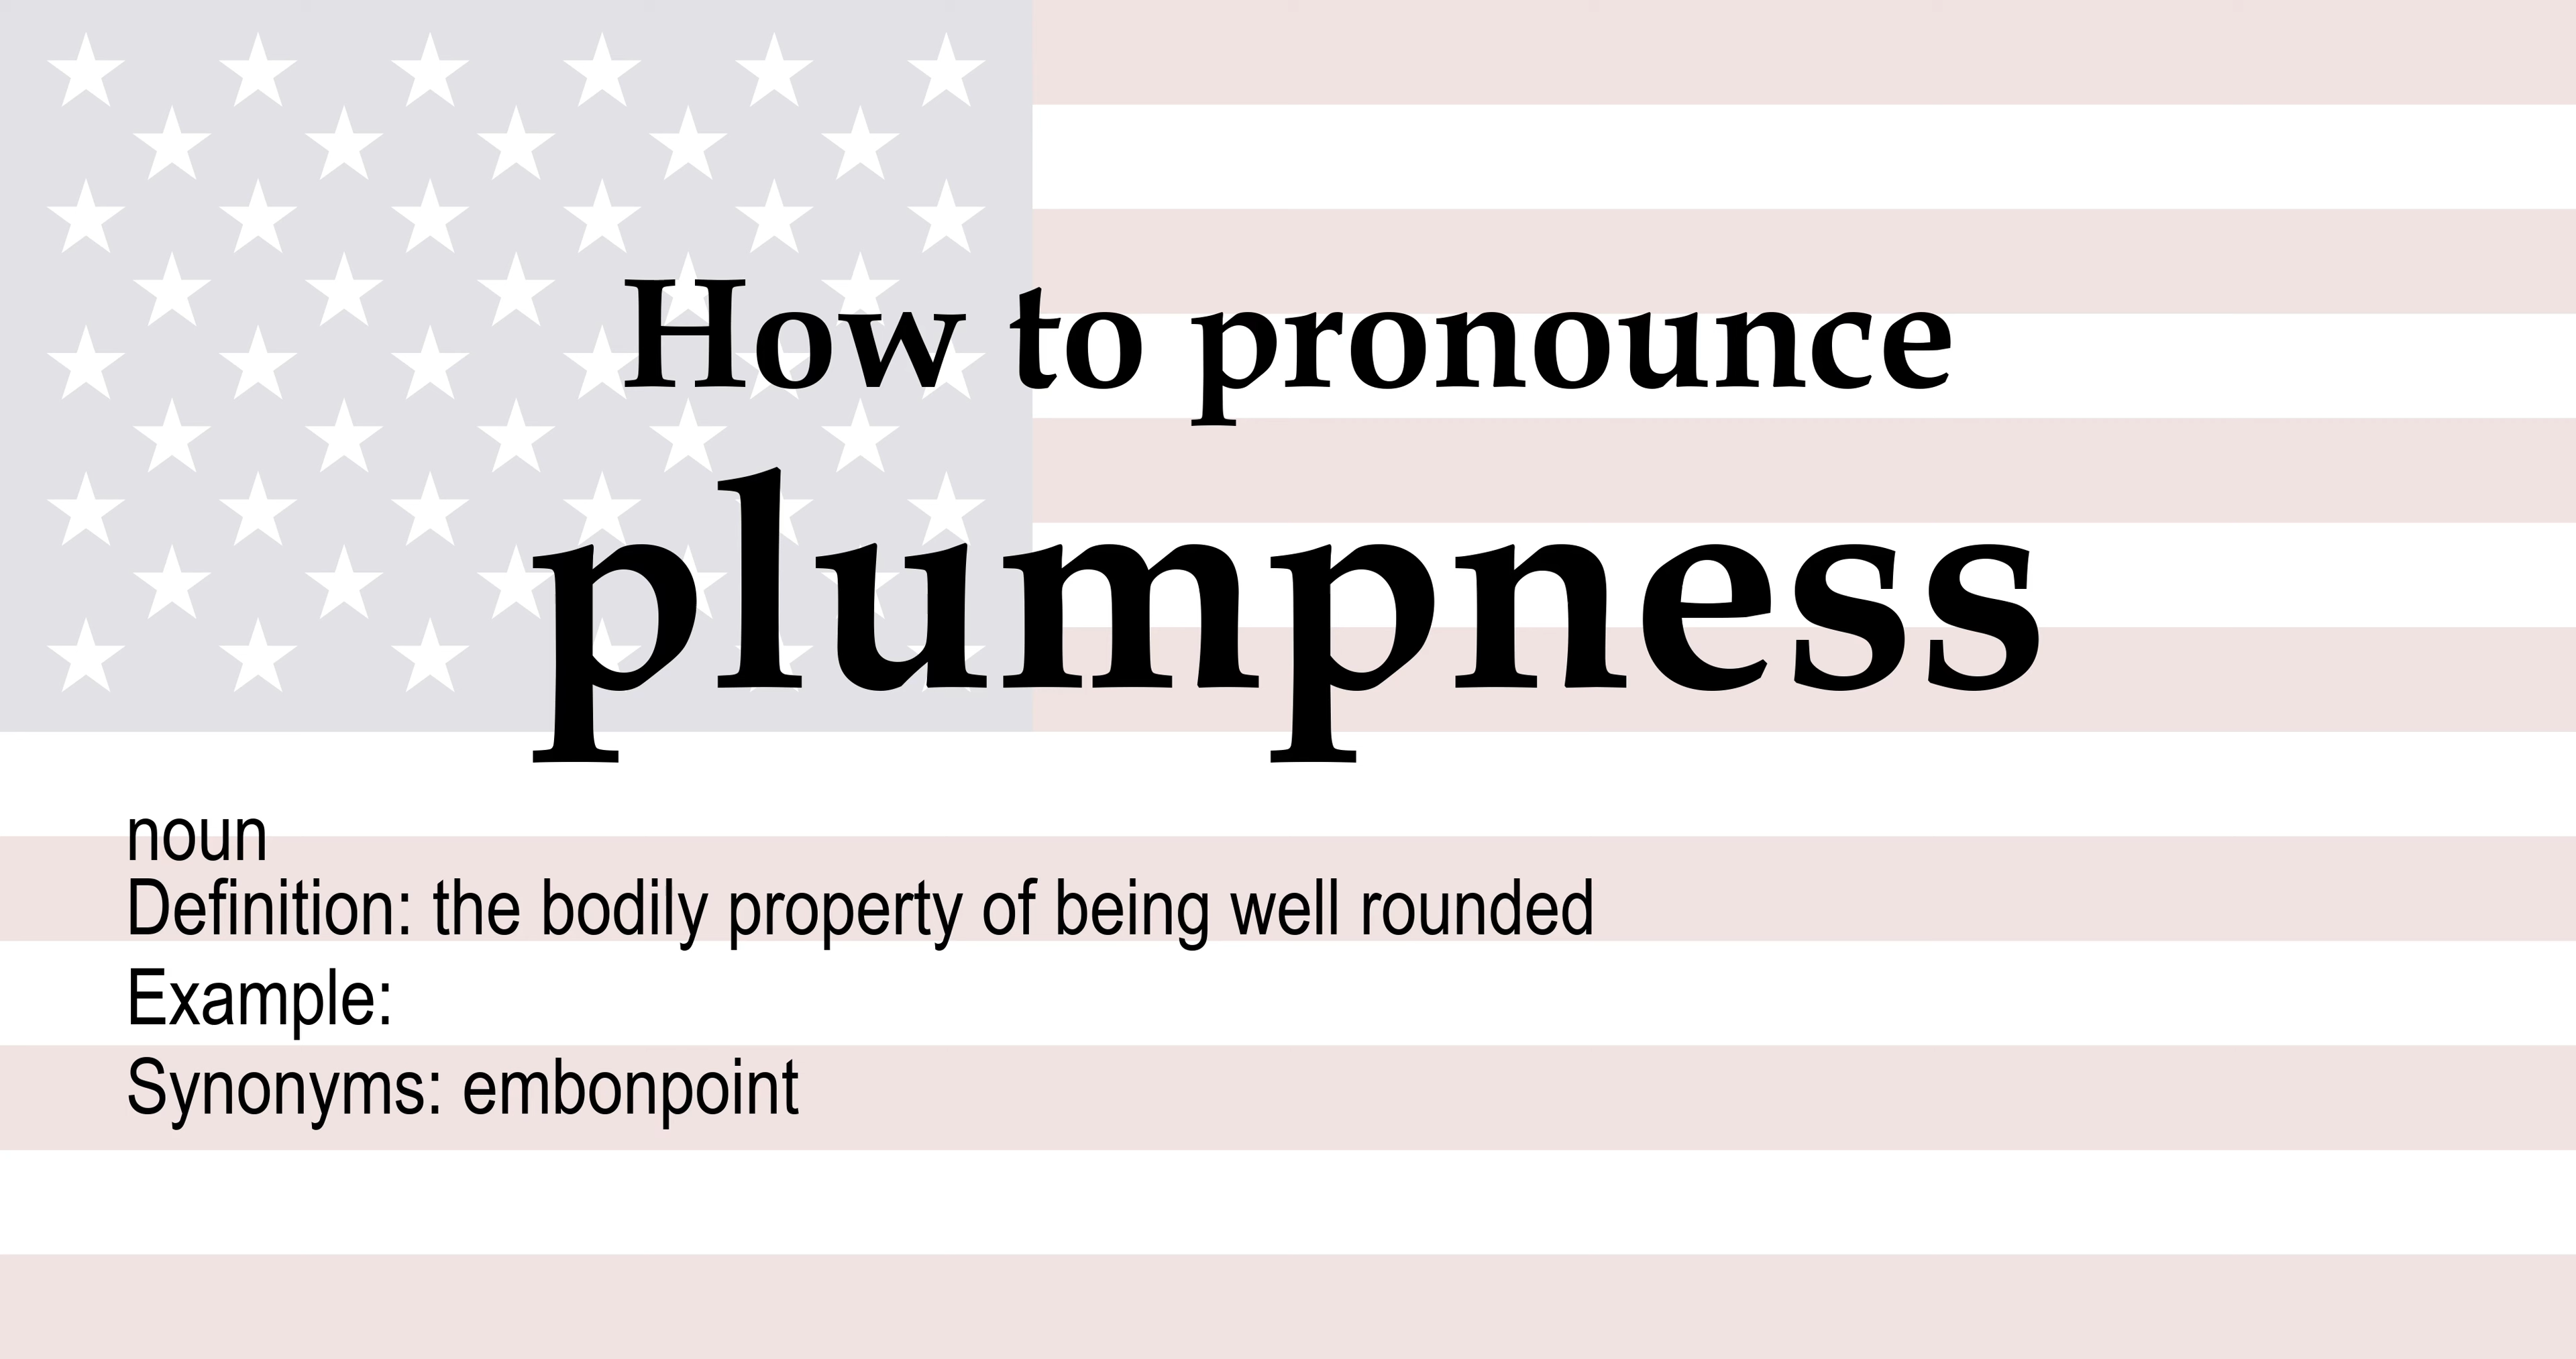 How to pronounce
plumpness
noun
Definition: the bodily property of being well rounded
Example:
Synonyms: embonpoint